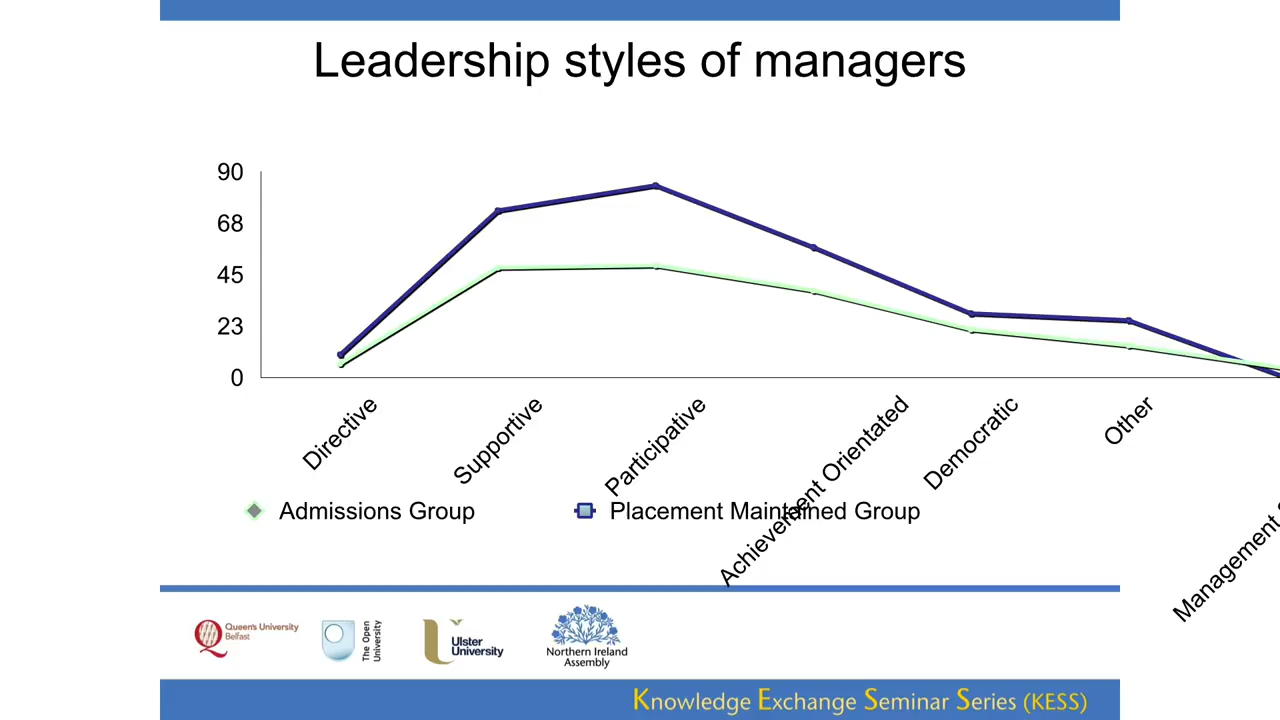 Leadership styles of managers
90
68
45
23
0
Directive
Supportive
Participative
Achievement Orientated
Democratic
Other
Management
Admissions Group
Placement Maintained Group
Queen's University
Belfast
The Open
University
Ulster
University
Northern Ireland
Assembly
Knowledge Exchange Seminar Series (KESS)